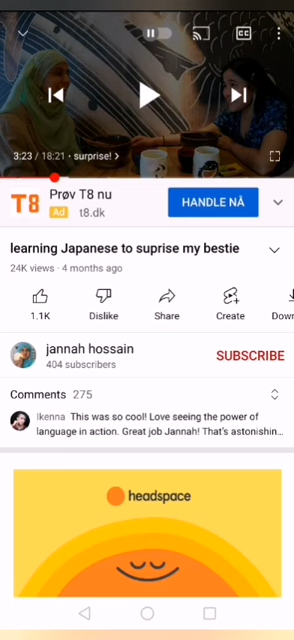 CC
3:23 / 18:21 • surprise! >
T8
Prøv T8 nu
Ad t8.dk
HANDLE NÅ
learning Japanese to suprise my bestie
24K views · 4 months ago
1.1K
Dislike
Share
Create
Down
jannah hossain
404 subscribers
SUBSCRIBE
Comments 275
Ikenna This was so cool! Love seeing the power of
language in action. Great job Jannah! That's astonishin...
headspace